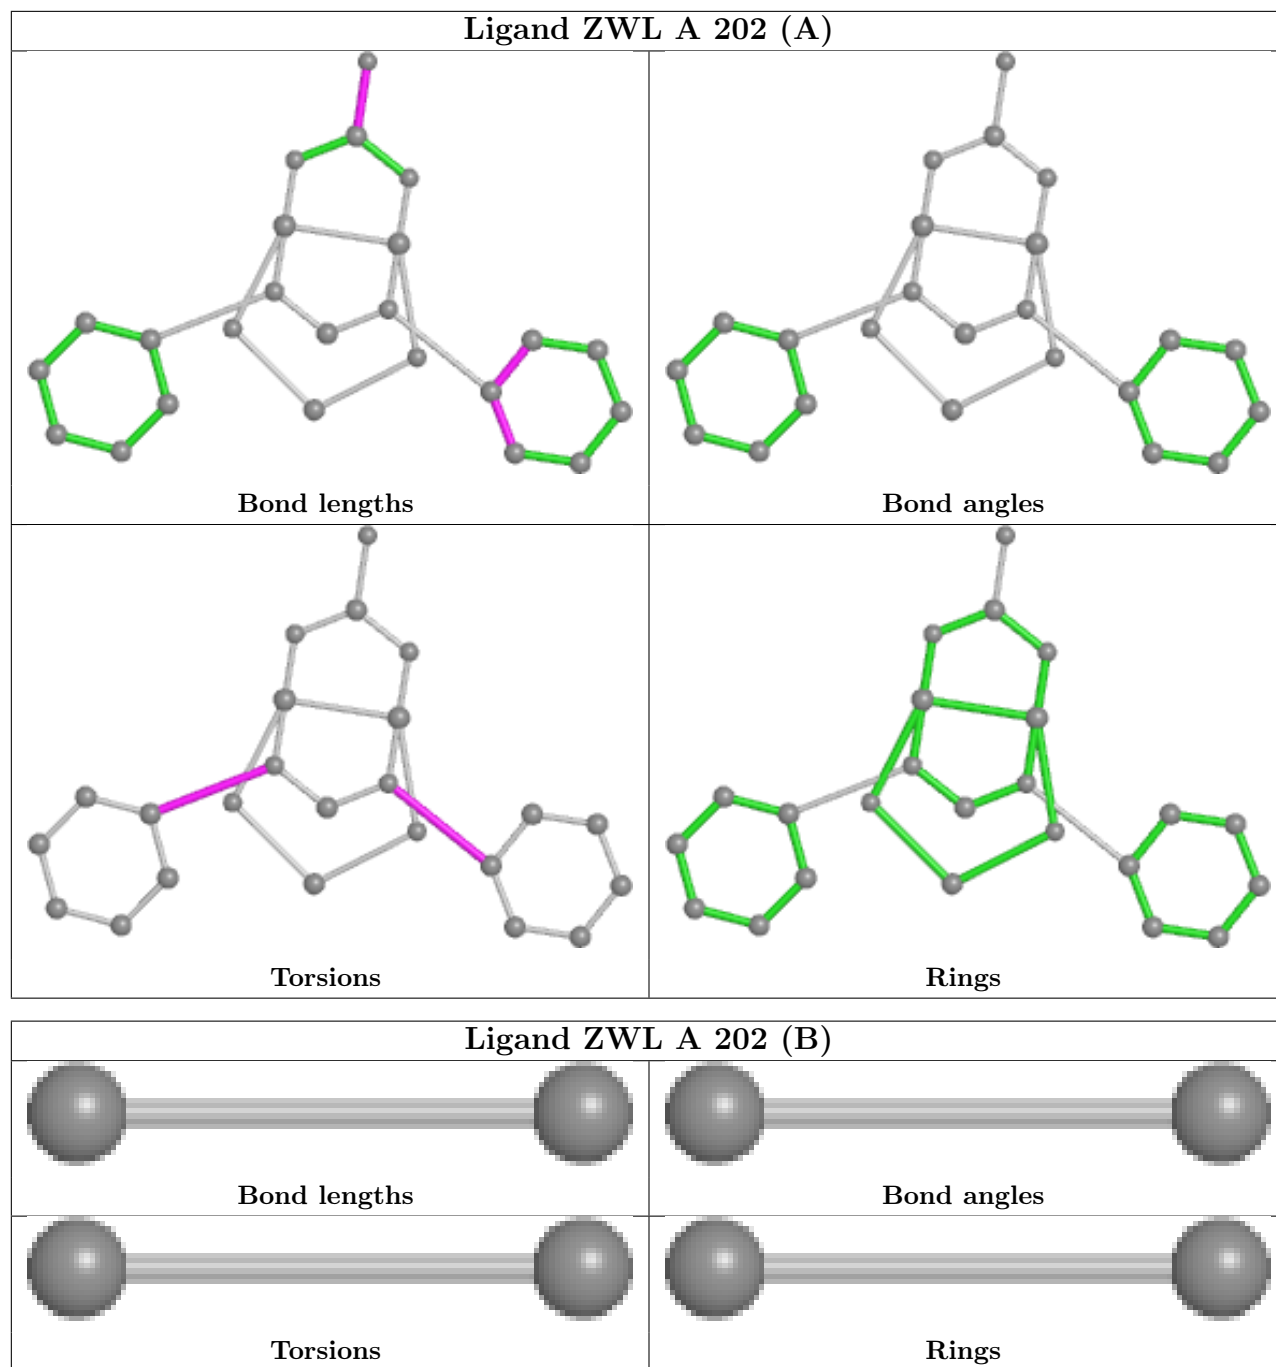 Ligand ZWL A 202 (A)
Bond lengths
Bond angles
Torsions
Rings
Ligand ZWL A 202 (B)
Bond lengths
Bond angles
Torsions
Rings